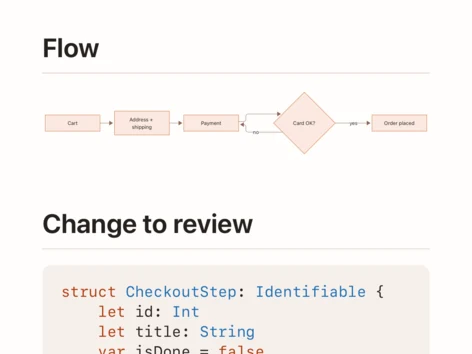 Flow
Cart
Address +
shipping
Payment
no
Card OK?
yes
Order placed
Change to review
struct CheckoutStep: Identifiable {
let id: Int
let title: String
var isDone = false